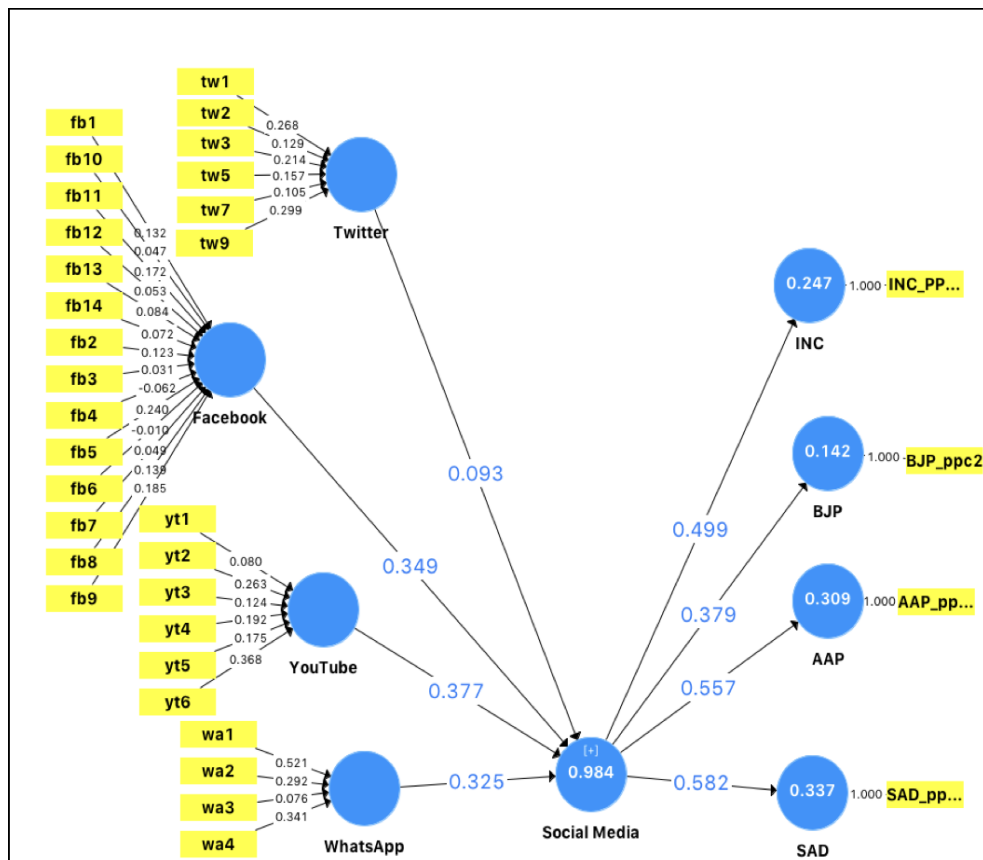 tw1
tw2
tw3
tw5
tw7
tw9
0.268
0.129
0.214
0.157
0.105
0.299
Twitter
fb1
fb10
fb11
fb12
fb13
fb14
fb2
fb3
fb4
fb5
fb6
fb7
fb8
fb9
0.132
0.047
0.172
0.053
0.084
0.072
0.123
0.031
-0.062
0.240
-0.010
0.049
0.139
0.185
Facebook
yt1
yt2
yt3
yt4
yt5
yt6
0.080
0.263
0.124
0.192
0.175
0.368
YouTube
wa1
wa2
wa3
wa4
0.521
0.292
0.076
0.341
WhatsApp
0.093
0.349
0.377
0.325
[+]
0.984
Social Media
0.499
0.379
0.557
0.582
0.247
INC
1.000
INC_PP...
0.142
BJP
1.000
BJP_ppc2
0.309
AAP
1.000
AAP_pp...
0.337
SAD
1.000
SAD_pp...